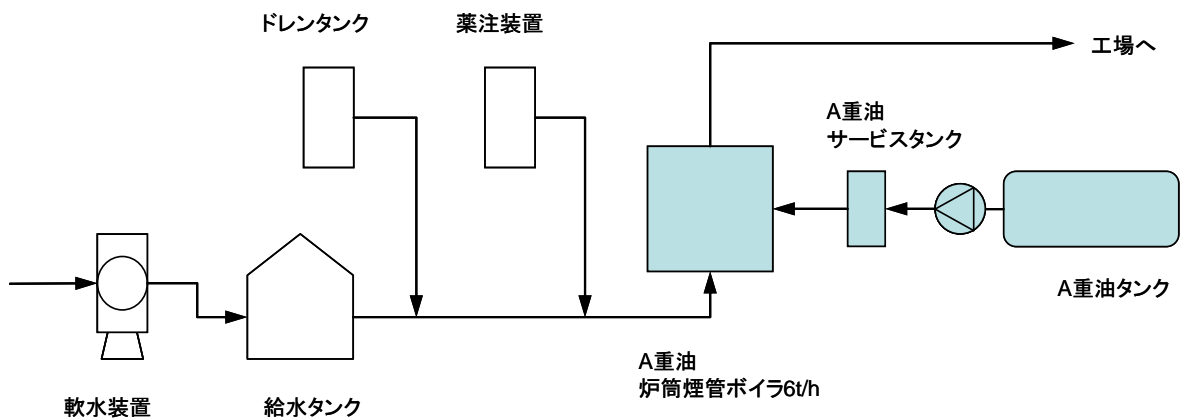 ドレンタンク
薬注装置
工場へ
A重油
サービスタンク
A重油タンク
A重油
炉筒煙管ボイラ6t/h
軟水装置
給水タンク